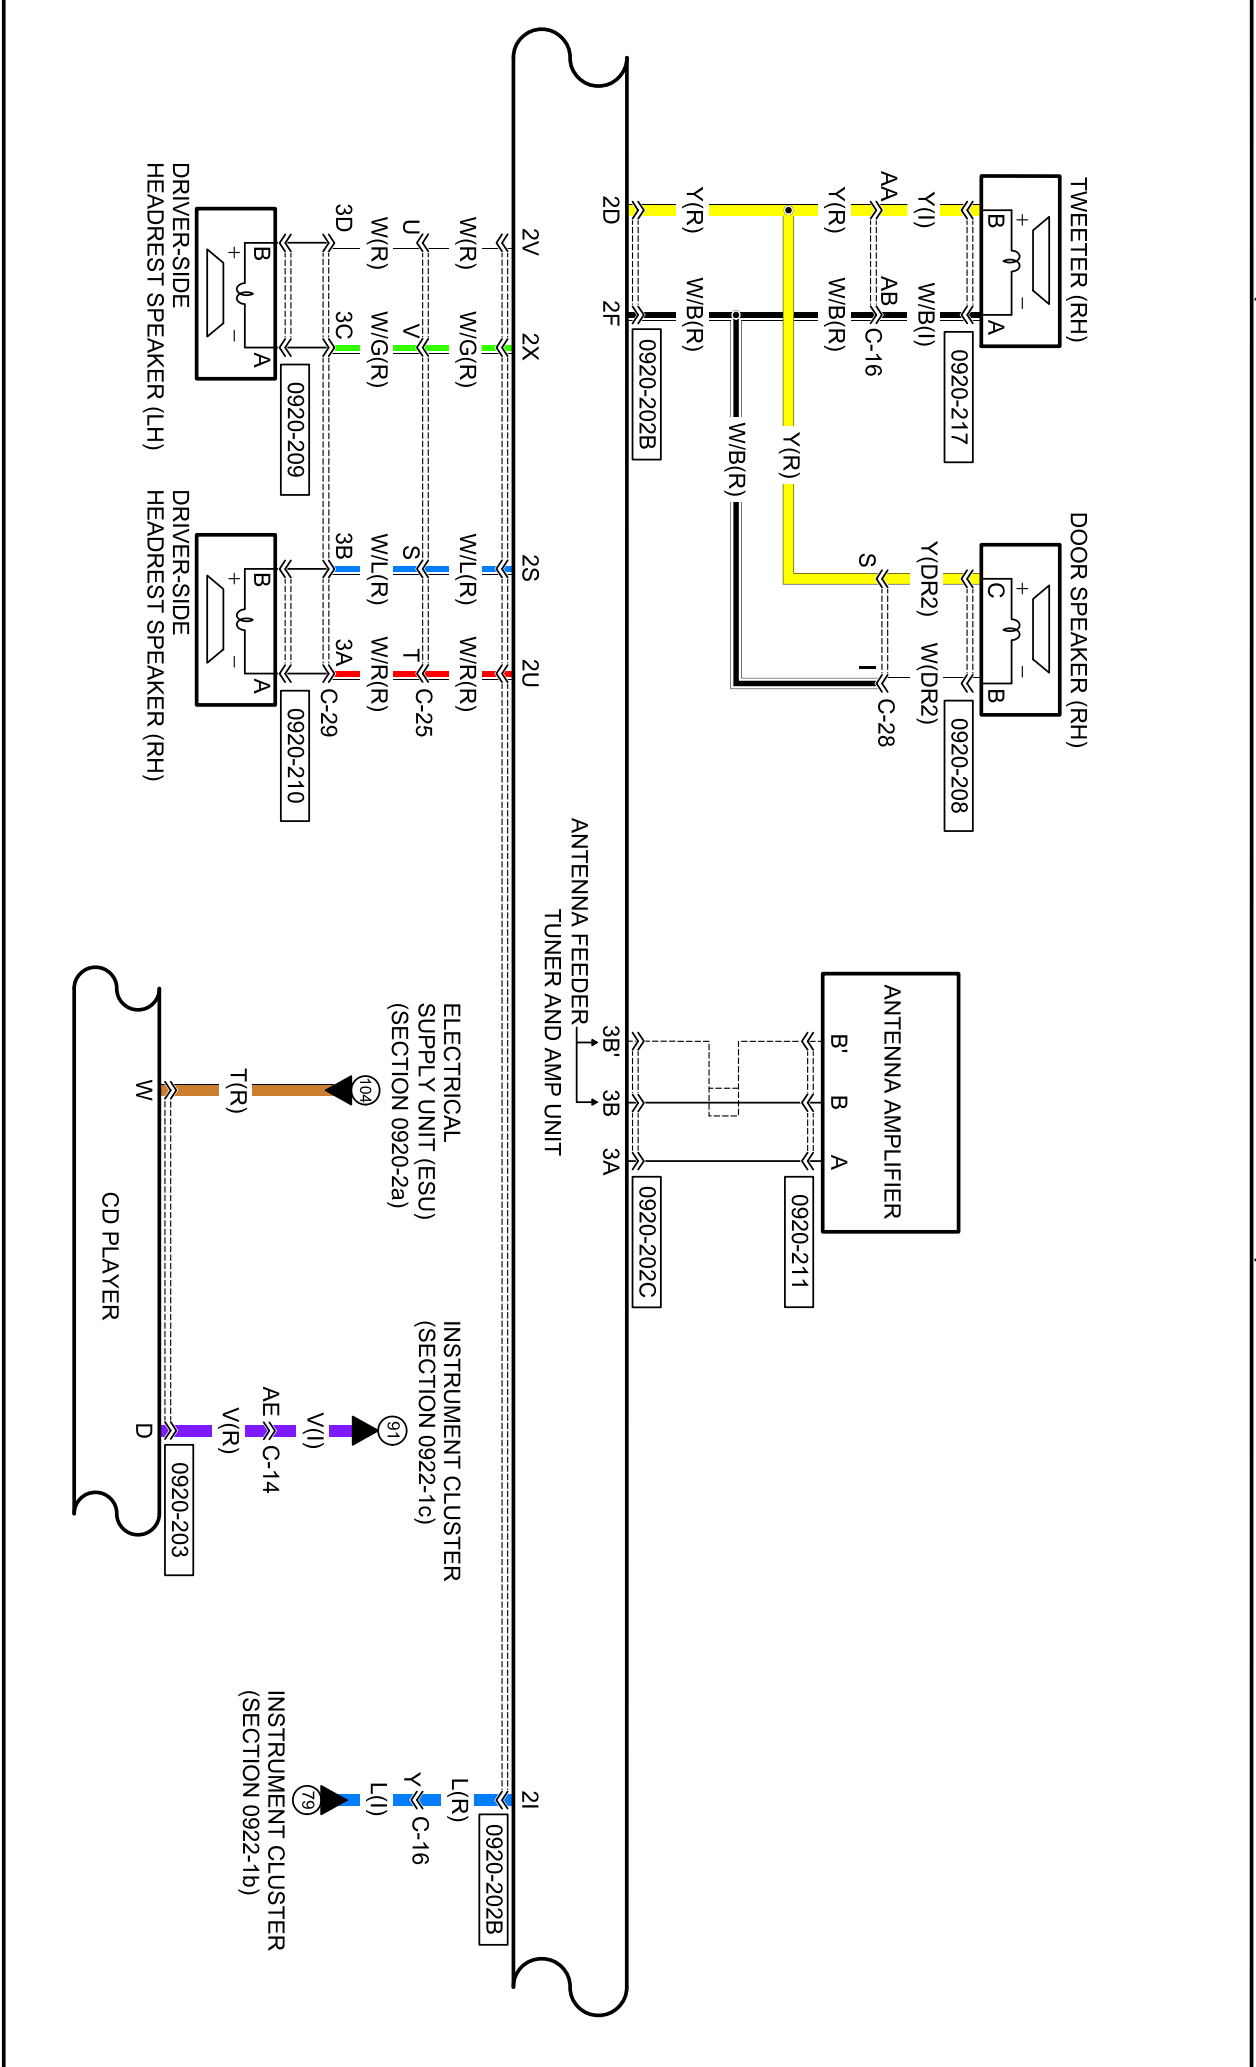 TWEETER (RH)
DOOR SPEAKER (RH)
+
–
B
A
0920-217
+
–
C
B
0920-208
Y(I)
W/B(I)
Y(DR2)
W(DR2)
AA
AB
C-16
S
I
C-28
Y(R)
W/B(R)
Y(R)
W/B(R)
Y(R)
W/B(R)
2D
2F
0920-202B
ANTENNA AMPLIFIER
B'
B
A
0920-211
3B'
3B
3A
0920-202C
ANTENNA FEEDER
TUNER AND AMP UNIT
2V
2X
2S
2U
2I
0920-202B
W(R)
W/G(R)
W/L(R)
W/R(R)
L(R)
U
V
S
T
C-25
Y
C-16
W(R)
W/G(R)
W/L(R)
W/R(R)
L(I)
3D
3C
3B
3A
C-29
79
INSTRUMENT CLUSTER
(SECTION 0922-1b)
0920-209
0920-210
B
A
+
–
B
A
+
–
DRIVER-SIDE
HEADREST SPEAKER (LH)
DRIVER-SIDE
HEADREST SPEAKER (RH)
ELECTRICAL
SUPPLY UNIT (ESU)
(SECTION 0920-2a)
104
INSTRUMENT CLUSTER
(SECTION 0922-1c)
91
V(I)
AE
C-14
T(R)
V(R)
W
D
0920-203
CD PLAYER